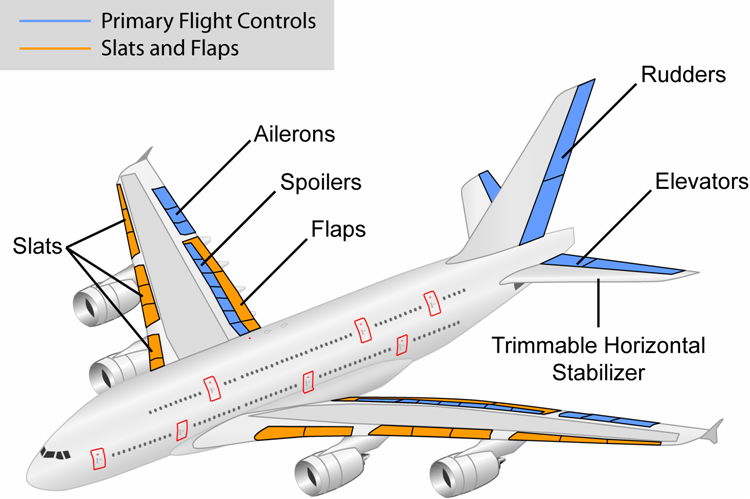 Primary Flight Controls
Slats and Flaps
Rudders
Ailerons
Elevators
Spoilers
Flaps
Slats
Trimmable Horizontal
Stabilizer